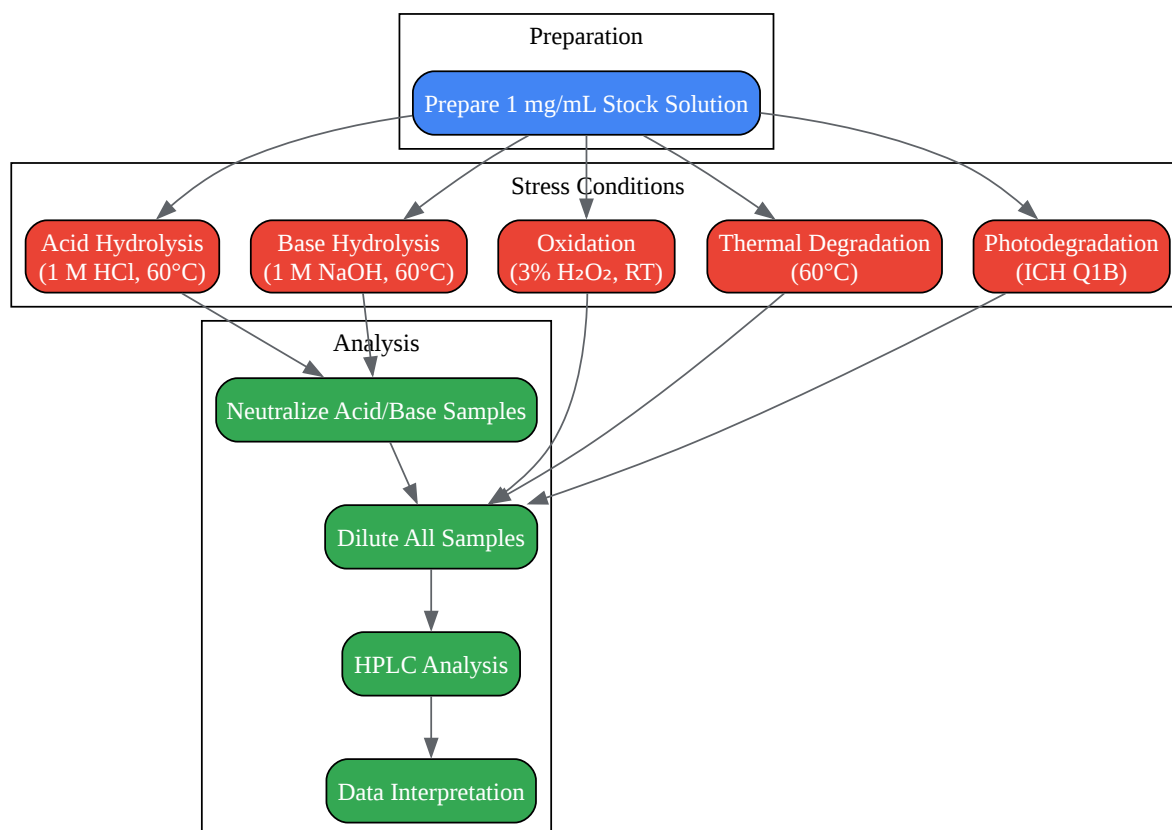 Preparation
Prepare 1 mg/mL Stock Solution
Stress Conditions
Acid Hydrolysis
(1 M HCl, 60°C)
Base Hydrolysis
(1 M NaOH, 60°C)
Oxidation
(3% H₂O₂, RT)
Thermal Degradation
(60°C)
Photodegradation
(ICH Q1B)
Analysis
Neutralize Acid/Base Samples
Dilute All Samples
HPLC Analysis
Data Interpretation